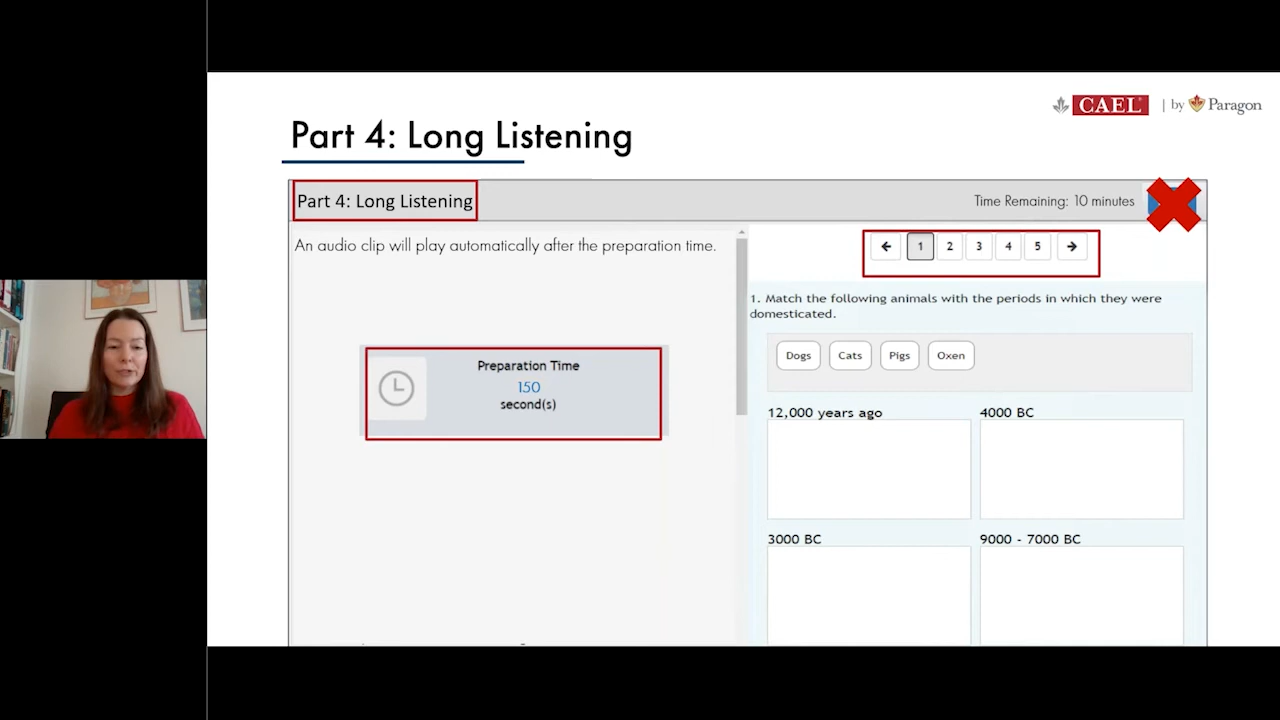 CAEL | by Paragon
Part 4: Long Listening
Part 4: Long Listening
Time Remaining: 10 minutes
An audio clip will play automatically after the preparation time.
1 2 3 4 5
1. Match the following animals with the periods in which they were
domesticated.
Dogs Cats Pigs Oxen
Preparation Time
150
second(s)
12,000 years ago 4000 BC
3000 BC 9000 - 7000 BC